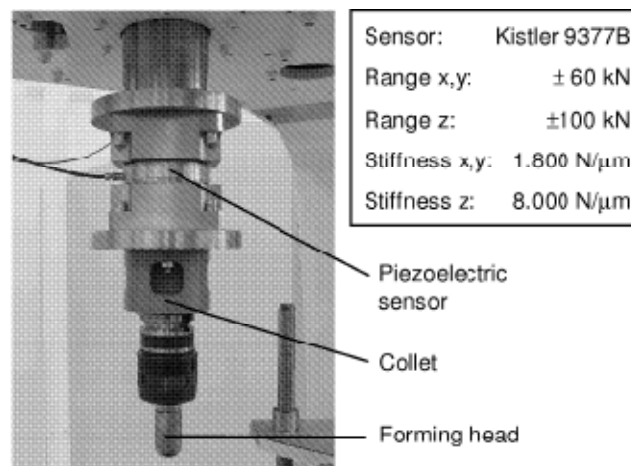 Sensor: Kistler 9377B
Range x,y: ± 60 kN
Range z: ±100 kN
Stiffness x,y: 1.800 N/µm
Stiffness z: 8.000 N/µm
Piezoelectric
sensor
Collet
Forming head